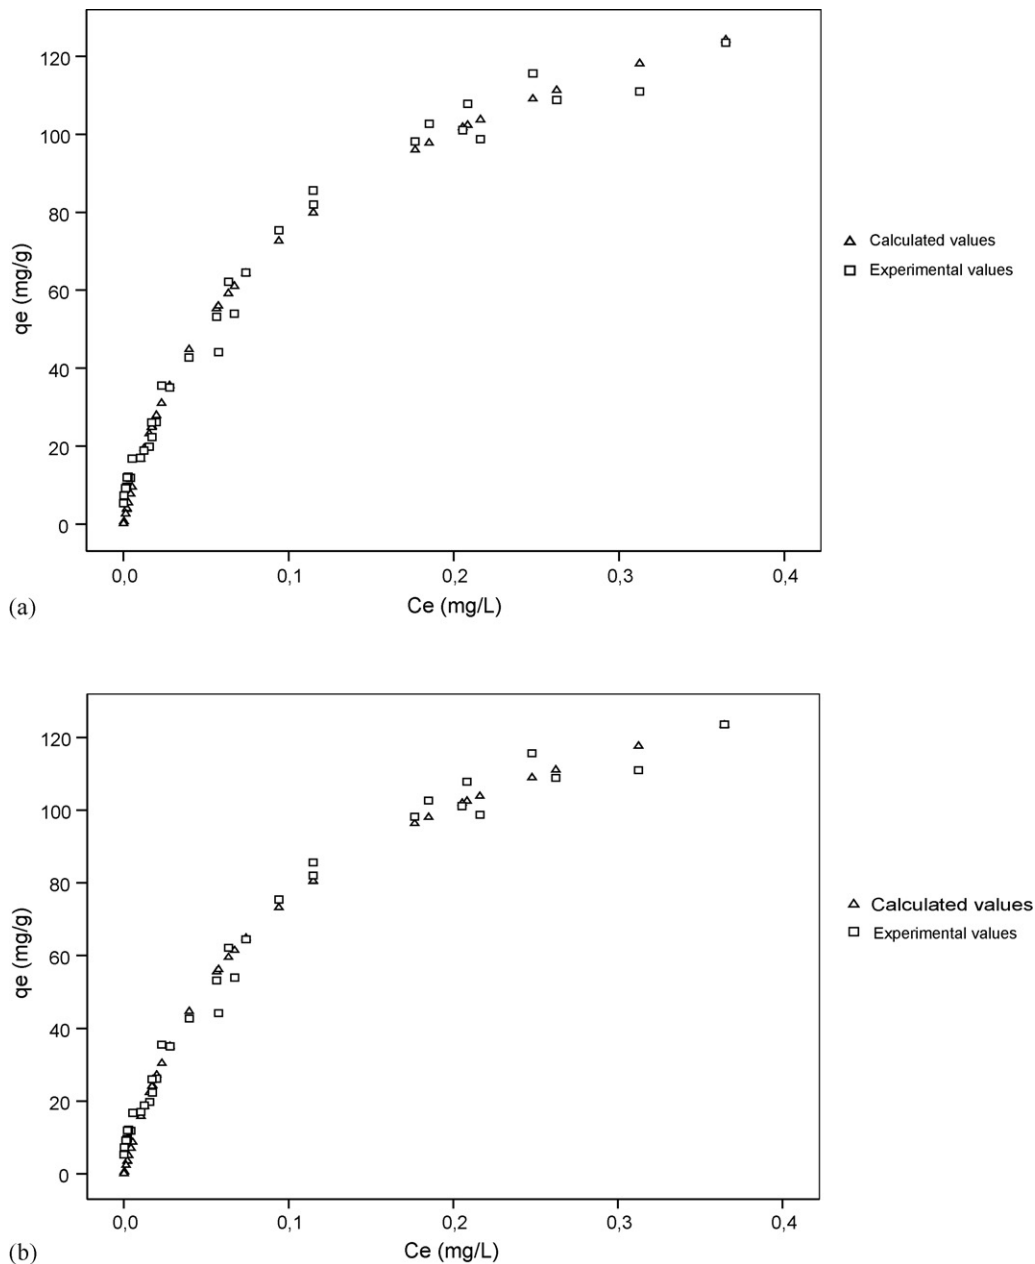 120
100
80
60
40
20
0
qe (mg/g)
0,0 0,1 0,2 0,3 0,4
Ce (mg/L)
Calculated values
Experimental values
(a)
120
100
80
60
40
20
0
qe (mg/g)
0,0 0,1 0,2 0,3 0,4
Ce (mg/L)
Calculated values
Experimental values
(b)